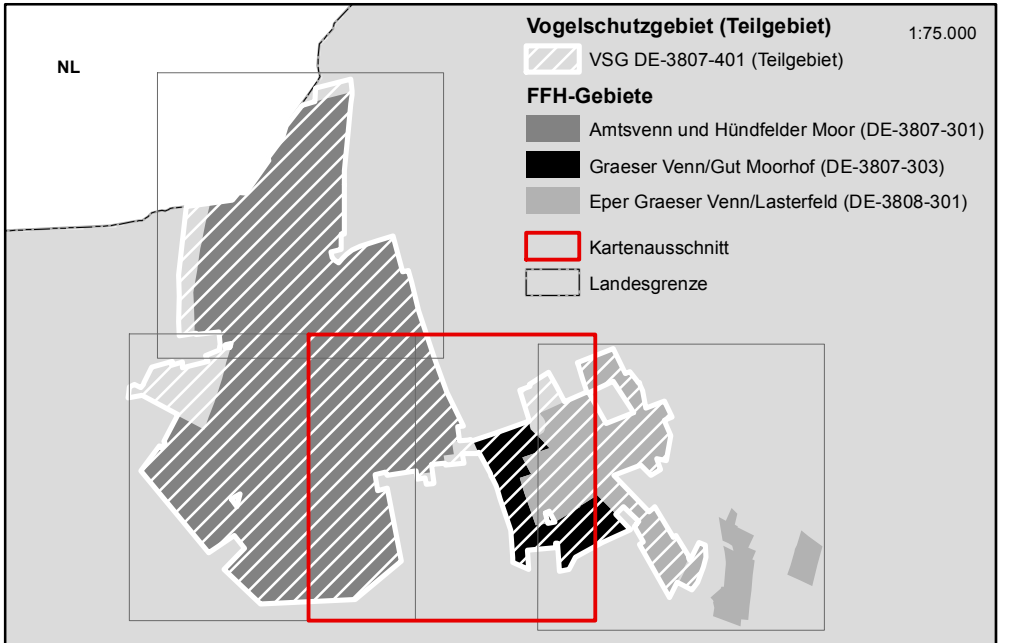 NL
Vogelschutzgebiet (Teilgebiet)
1:75.000
VSG DE-3807-401 (Teilgebiet)
FFH-Gebiete
Amtsvenn und Hündfelder Moor (DE-3807-301)
Graeser Venn/Gut Moorhof (DE-3807-303)
Eper Graeser Venn/Lasterfeld (DE-3808-301)
Kartenausschnitt
Landesgrenze